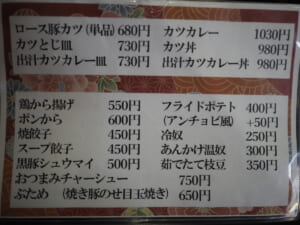 ロース豚カツ(単品) 680円
カツとじ皿 730円
出汁カツカレー皿 730円
カツカレー 1030円
カツ丼 980円
出汁カツカレー丼 980円
鶏から揚げ 550円
ポンから 600円
焼餃子 450円
スープ餃子 450円
黒豚シュウマイ 500円
フライドポテト 400円
(アンチョビ風) +50円
冷奴 250円
あんかけ温奴 300円
茹でたて枝豆 350円
おつまみチャーシュー 750円
ぶため (焼き豚のせ目玉焼き) 650円